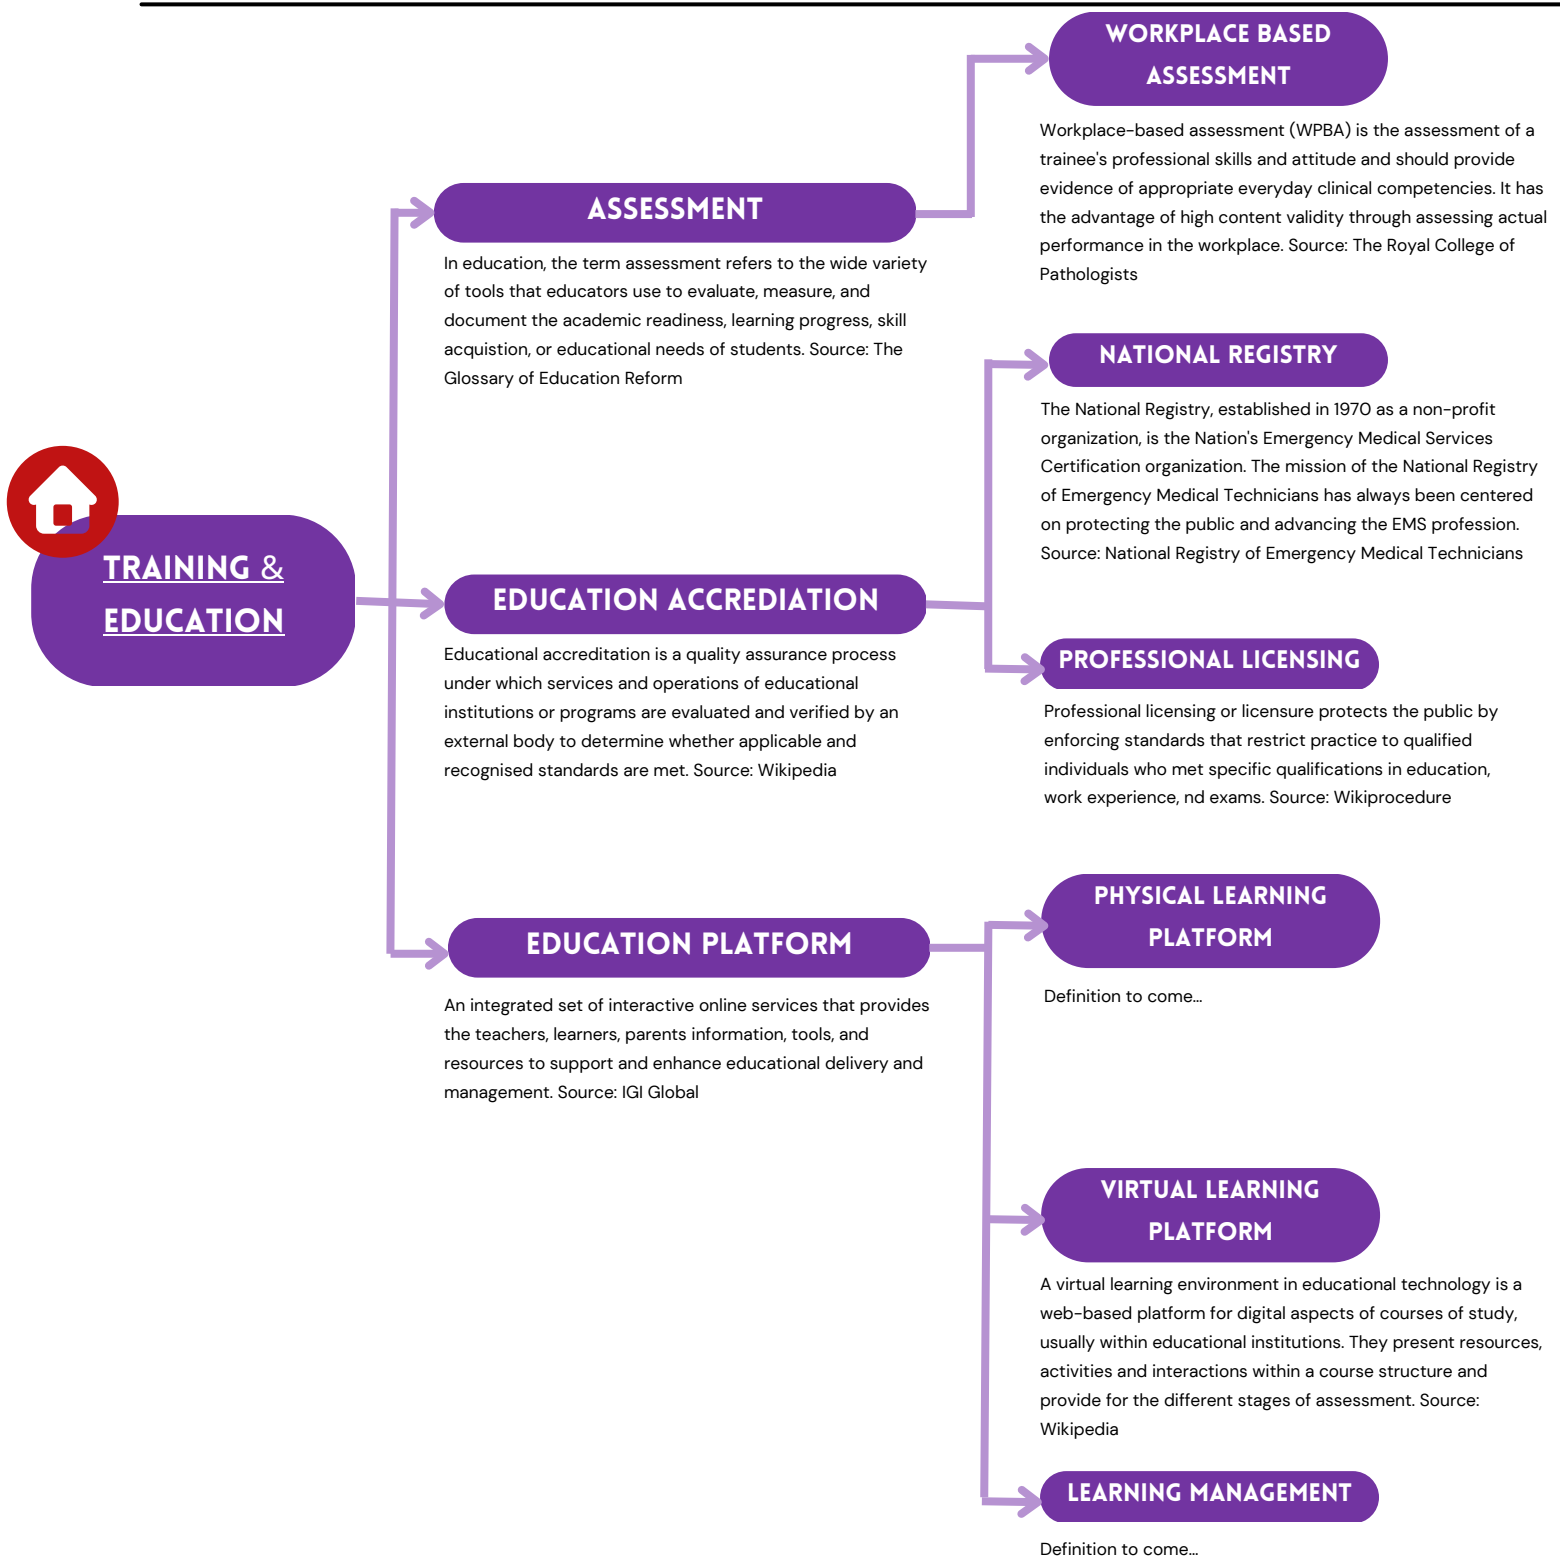 WORKPLACE BASED
ASSESSMENT
Workplace-based assessment (WPBA) is the assessment of a
trainee's professional skills and attitude and should provide
evidence of appropriate everyday clinical competencies. It has
the advantage of high content validity through assessing actual
performance in the workplace. Source: The Royal College of
Pathologists
ASSESSMENT
In education, the term assessment refers to the wide variety
of tools that educators use to evaluate, measure, and
document the academic readiness, learning progress, skill
acquistion, or educational needs of students. Source: The
Glossary of Education Reform
NATIONAL REGISTRY
The National Registry, established in 1970 as a non-profit
organization, is the Nation's Emergency Medical Services
Certification organization. The mission of the National Registry
of Emergency Medical Technicians has always been centered
on protecting the public and advancing the EMS profession.
Source: National Registry of Emergency Medical Technicians
TRAINING &
EDUCATION
EDUCATION ACCREDIATION
Educational accreditation is a quality assurance process
under which services and operations of educational
institutions or programs are evaluated and verified by an
external body to determine whether applicable and
recognised standards are met. Source: Wikipedia
PROFESSIONAL LICENSING
Professional licensing or licensure protects the public by
enforcing standards that restrict practice to qualified
individuals who met specific qualifications in education,
work experience, nd exams. Source: Wikiprocedure
EDUCATION PLATFORM
An integrated set of interactive online services that provides
the teachers, learners, parents information, tools, and
resources to support and enhance educational delivery and
management. Source: IGI Global
PHYSICAL LEARNING
PLATFORM
Definition to come...
VIRTUAL LEARNING
PLATFORM
A virtual learning environment in educational technology is a
web-based platform for digital aspects of courses of study,
usually within educational institutions. They present resources,
activities and interactions within a course structure and
provide for the different stages of assessment. Source:
Wikipedia
LEARNING MANAGEMENT
Definition to come...